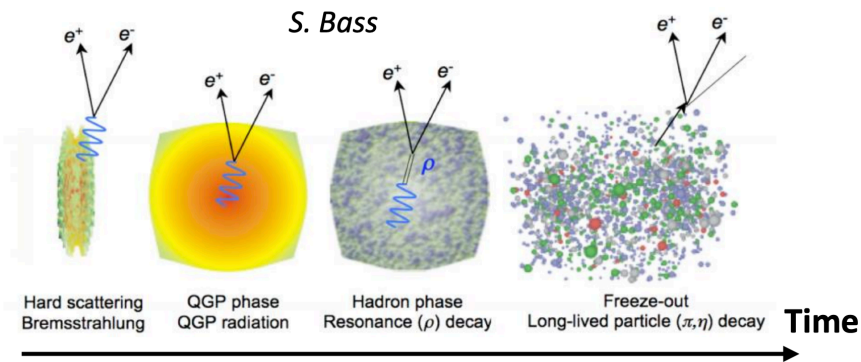 S. Bass
e⁺ e⁻
e⁺ e⁻
e⁺ e⁻
e⁺ e⁻
ρ
Hard scattering
Bremsstrahlung
QGP phase
QGP radiation
Hadron phase
Resonance (ρ) decay
Freeze-out
Long-lived particle (π,η) decay
Time